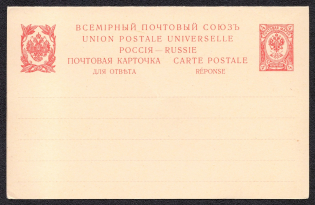 ВСЕМІРНЫЙ ПОЧТОВЫЙ СОЮЗЪ
UNION POSTALE UNIVERSELLE
РОССІЯ — RUSSIE
ПОЧТОВАЯ КАРТОЧКА CARTE POSTALE
ДЛЯ ОТВѢТА RÉPONSE